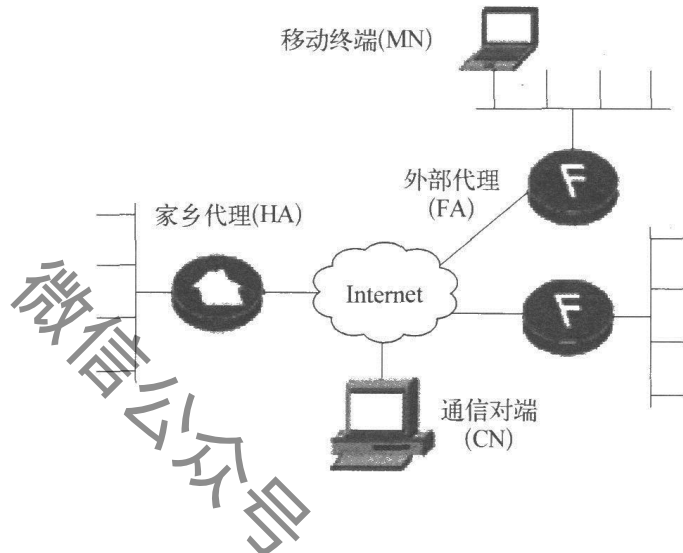 移动终端(MN)
外部代理
(FA)
家乡代理(HA)
Internet
通信对端
(CN)
微信公众号